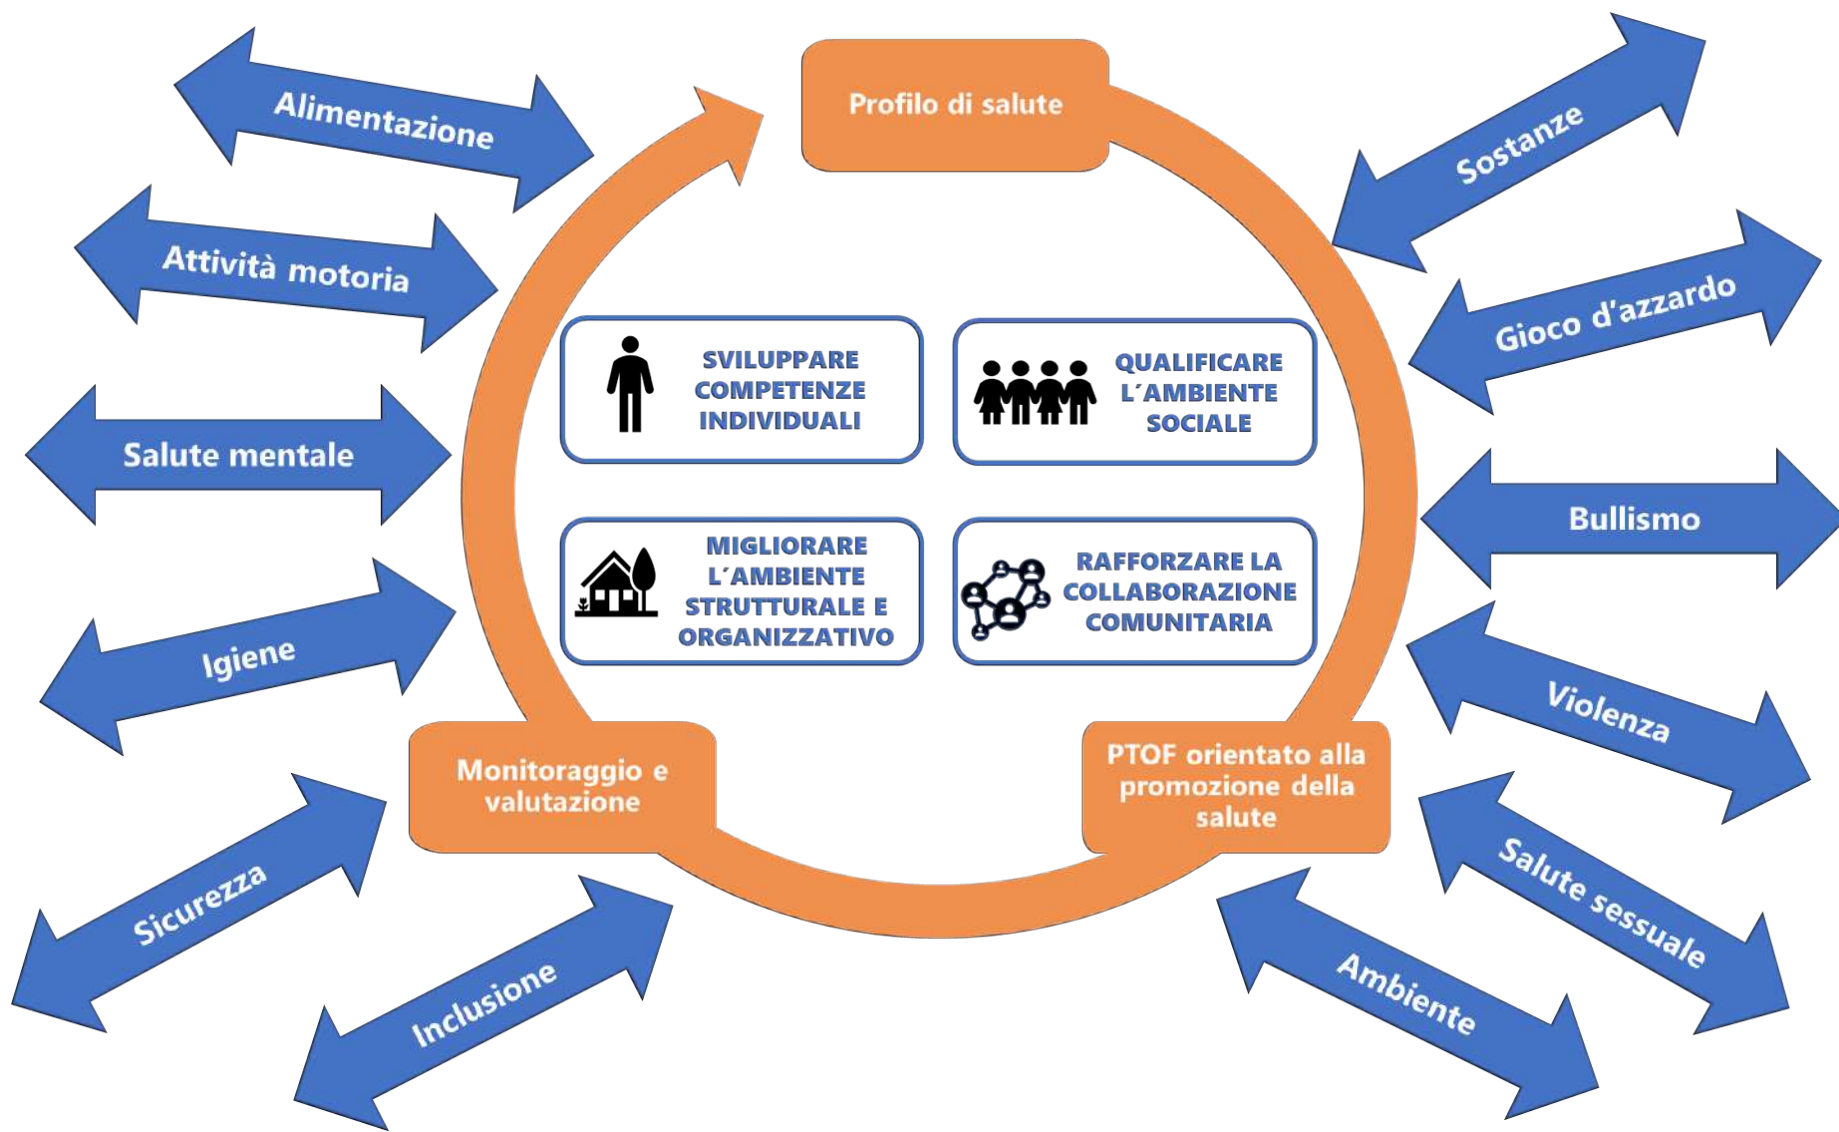 Profilo di salute
Alimentazione
Attività motoria
Salute mentale
Igiene
Sicurezza
Inclusione
Sostanze
Gioco d'azzardo
Bullismo
Violenza
Salute sessuale
Ambiente
SVILUPPARE
COMPETENZE
INDIVIDUALI
QUALIFICARE
L´AMBIENTE
SOCIALE
MIGLIORARE
L´AMBIENTE
STRUTTURALE E
ORGANIZZATIVO
RAFFORZARE LA
COLLABORAZIONE
COMUNITARIA
Monitoraggio e
valutazione
PTOF orientato alla
promozione della
salute